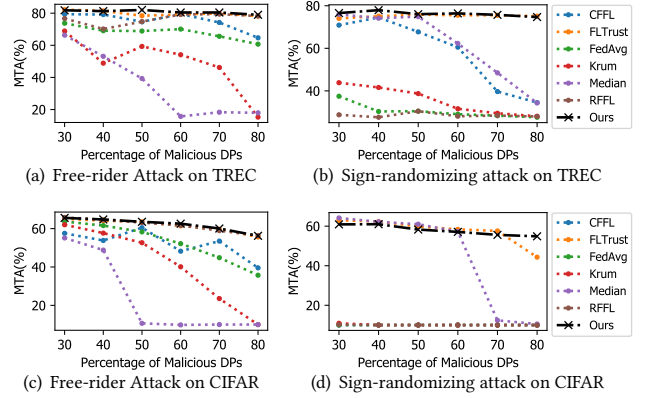 80
60
40
20
MTA(%)
30 40 50 60 70 80
Percentage of Malicious DPs
(a) Free-rider Attack on TREC
80
60
40
MTA(%)
30 40 50 60 70 80
Percentage of Malicious DPs
(b) Sign-randomizing attack on TREC
CFFL
FLTrust
FedAvg
Krum
Median
RFFL
Ours
60
40
20
MTA(%)
30 40 50 60 70 80
Percentage of Malicious DPs
(c) Free-rider Attack on CIFAR
60
40
20
MTA(%)
30 40 50 60 70 80
Percentage of Malicious DPs
(d) Sign-randomizing attack on CIFAR
CFFL
FLTrust
FedAvg
Krum
Median
RFFL
Ours